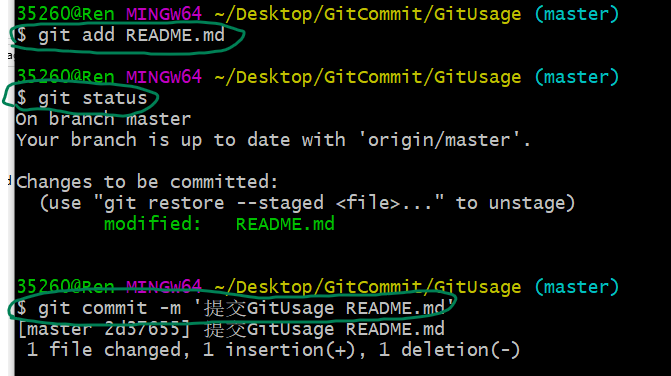 35260@Ren MINGW64 ~/Desktop/GitCommit/GitUsage (master)
$ git add README.md
35260@Ren MINGW64 ~/Desktop/GitCommit/GitUsage (master)
$ git status
On branch master
Your branch is up to date with 'origin/master'.
Changes to be committed:
(use "git restore --staged <file>..." to unstage)
modified: README.md
35260@Ren MINGW64 ~/Desktop/GitCommit/GitUsage (master)
$ git commit -m '提交GitUsage README.md'
[master 2d37655] 提交GitUsage README.md
1 file changed, 1 insertion(+), 1 deletion(-)